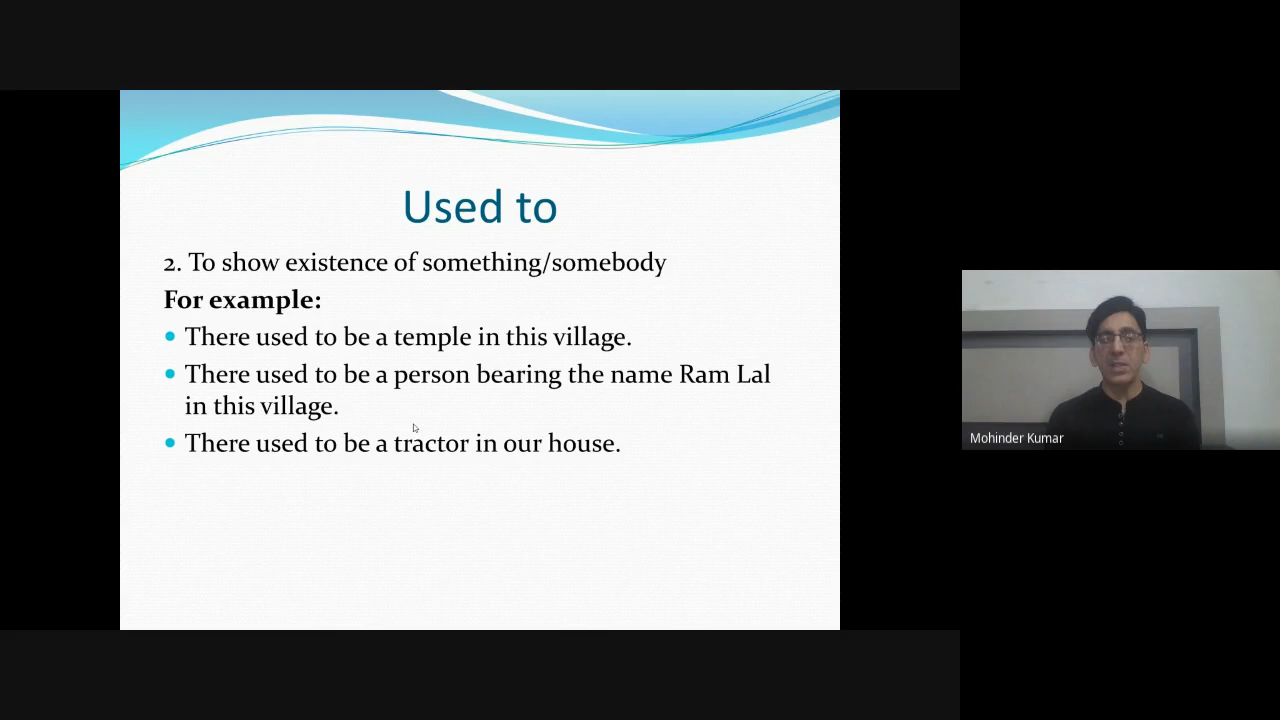 Used to
2. To show existence of something/somebody
For example:
• There used to be a temple in this village.
• There used to be a person bearing the name Ram Lal
in this village.
• There used to be a tractor in our house.
Mohinder Kumar